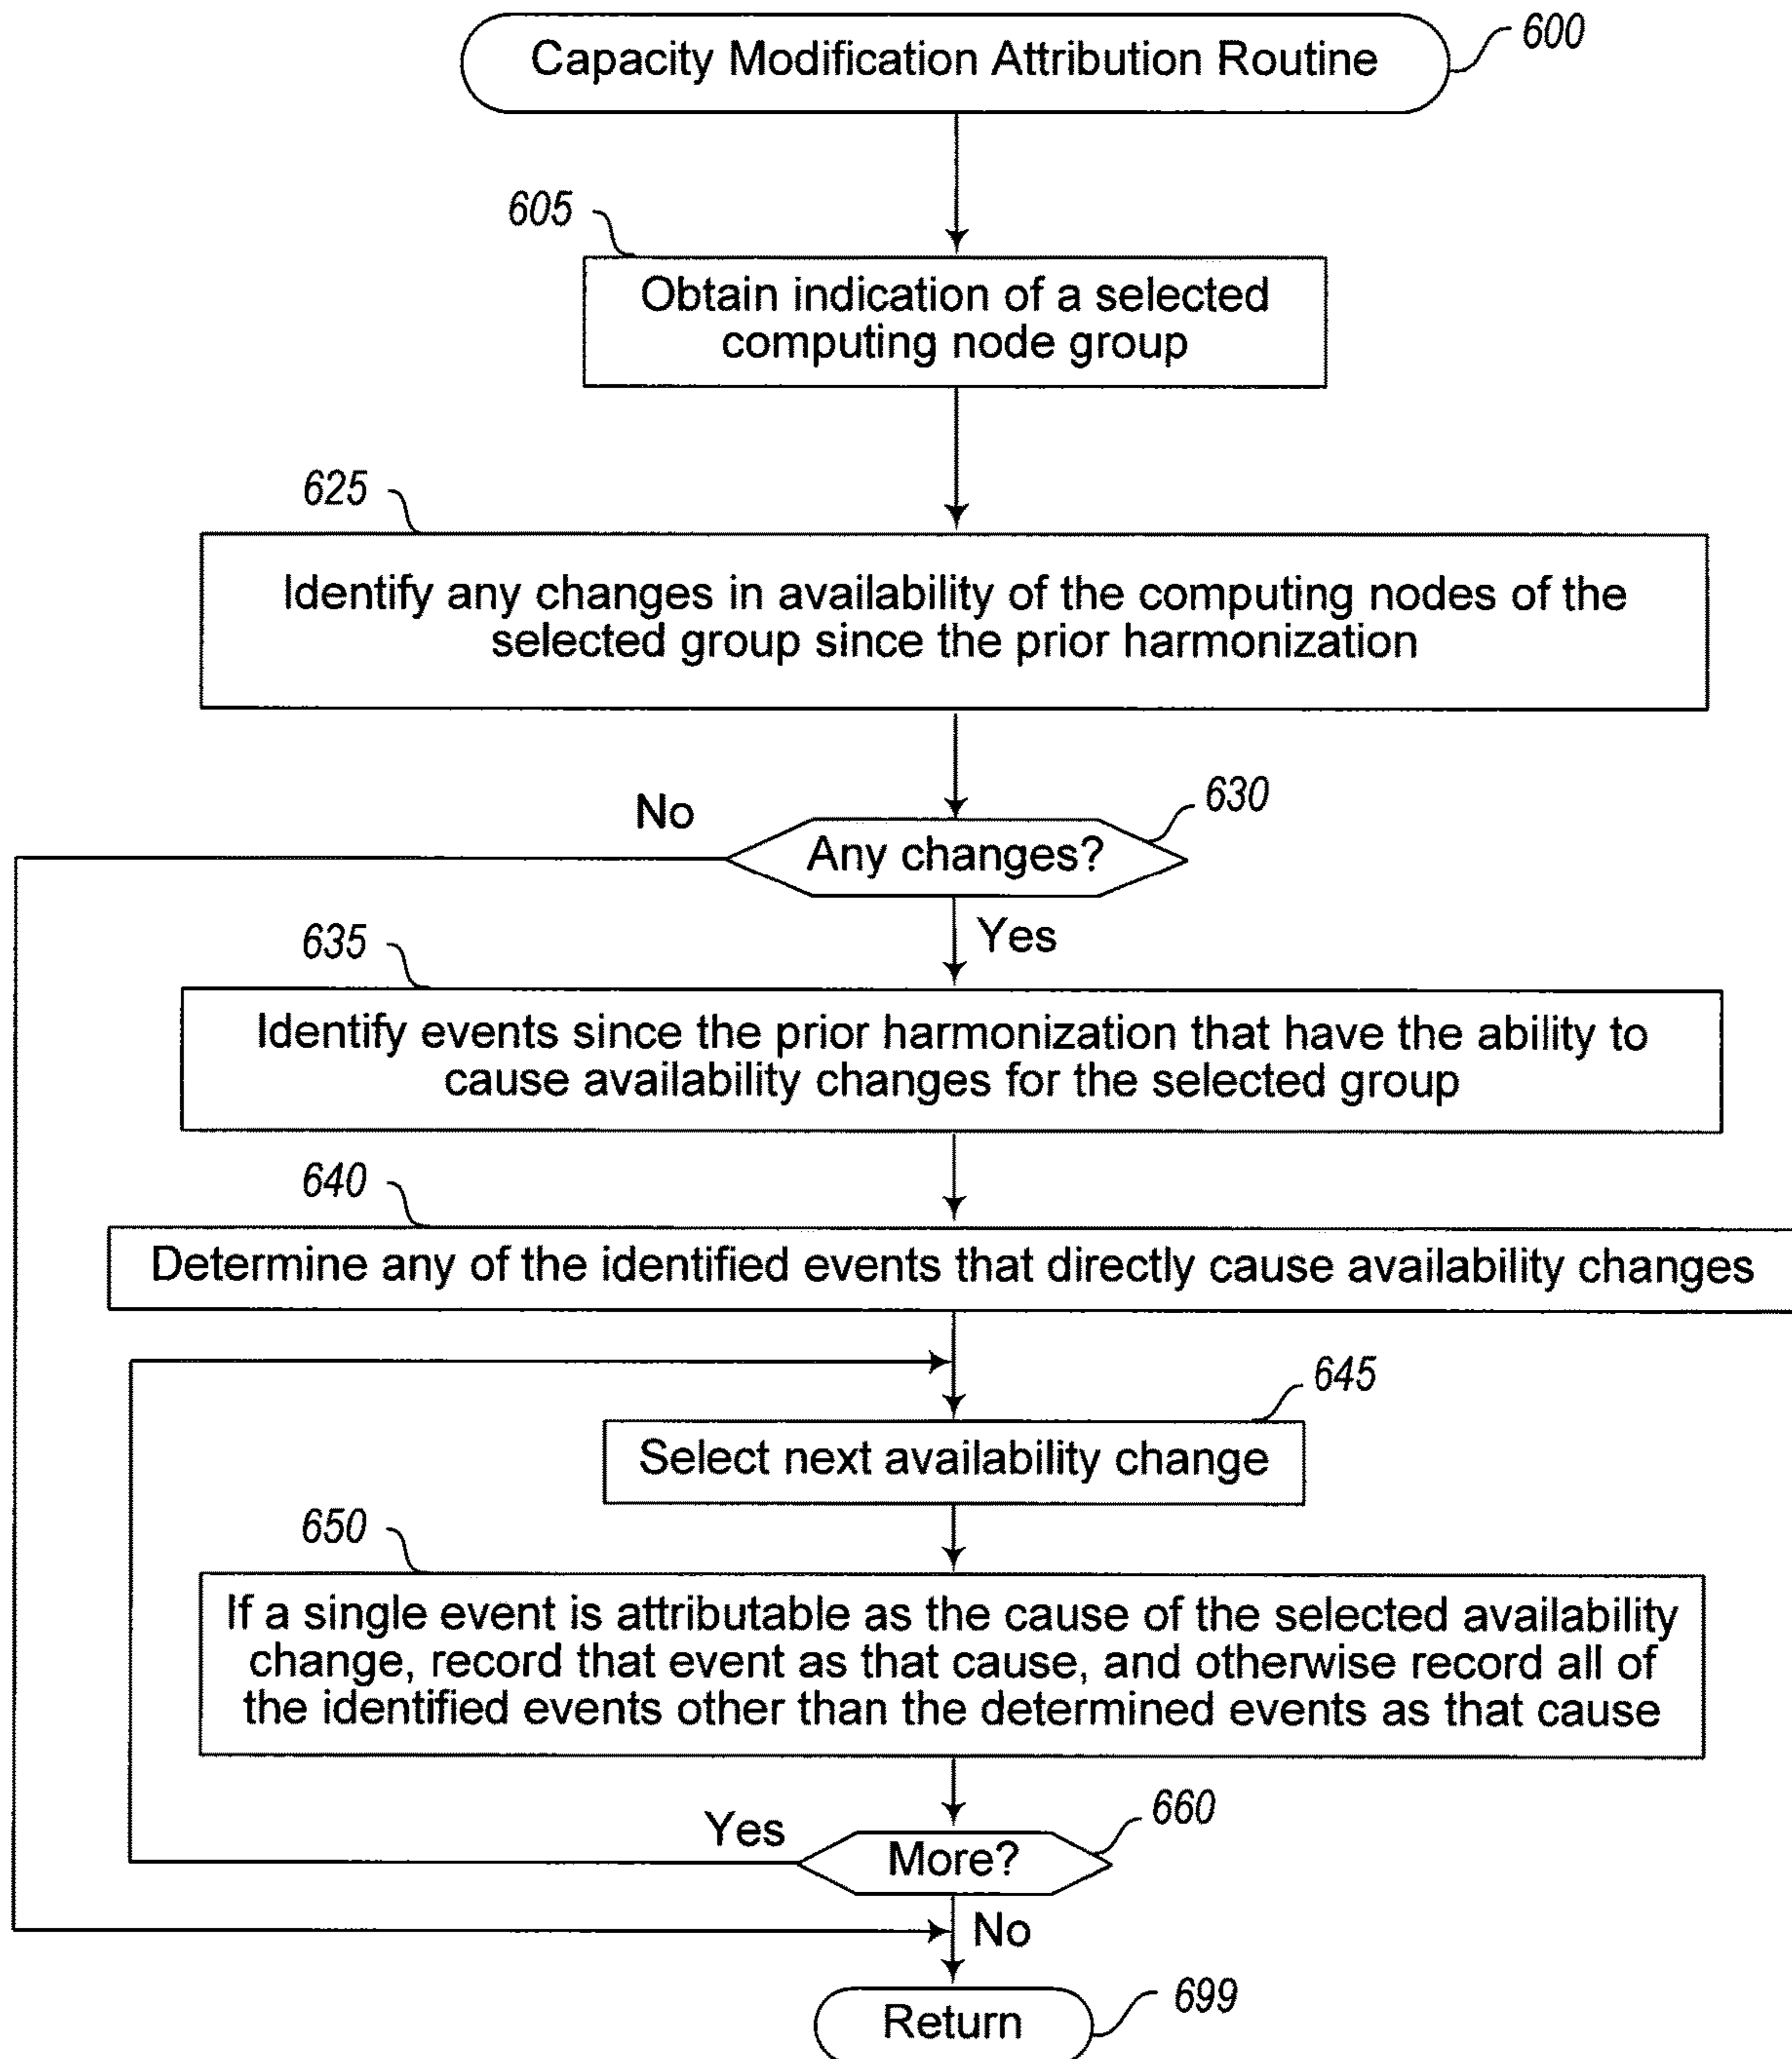 Capacity Modification Attribution Routine
600
605
Obtain indication of a selected
computing node group
625
Identify any changes in availability of the computing nodes of the
selected group since the prior harmonization
630
No
Any changes?
Yes
635
Identify events since the prior harmonization that have the ability to
cause availability changes for the selected group
640
Determine any of the identified events that directly cause availability changes
645
Select next availability change
650
If a single event is attributable as the cause of the selected availability
change, record that event as that cause, and otherwise record all of
the identified events other than the determined events as that cause
660
Yes
More?
No
699
Return